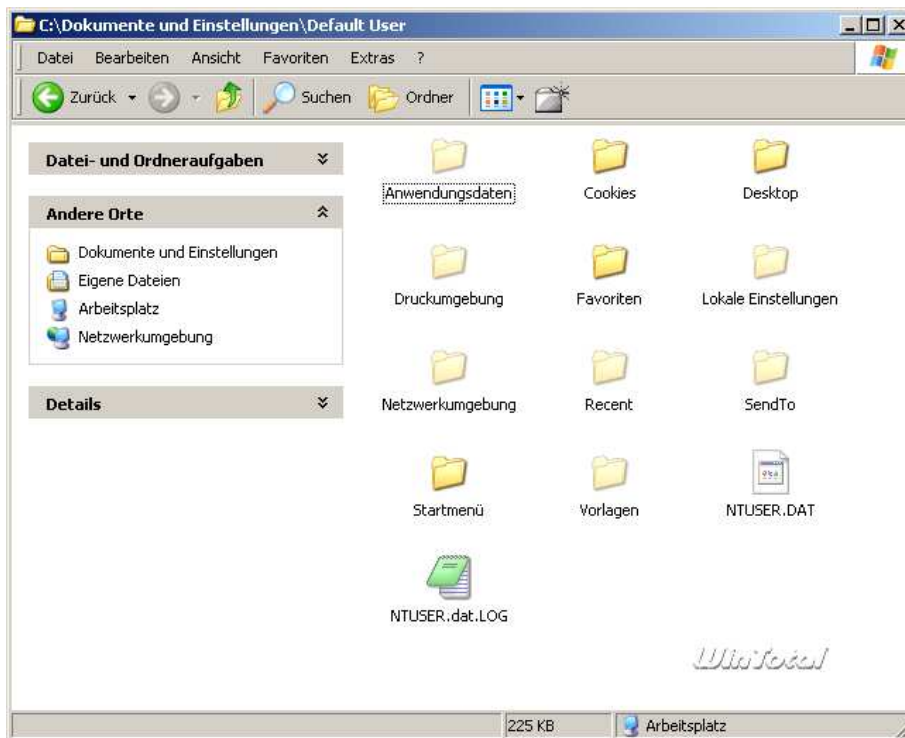 C:\Dokumente und Einstellungen\Default User
Datei Bearbeiten Ansicht Favoriten Extras ?
Zurück Suchen Ordner
Datei- und Ordneraufgaben
Andere Orte
Dokumente und Einstellungen
Eigene Dateien
Arbeitsplatz
Netzwerkumgebung
Details
Anwendungsdaten Cookies Desktop
Druckumgebung Favoriten Lokale Einstellungen
Netzwerkumgebung Recent SendTo
Startmenü Vorlagen NTUSER.DAT
NTUSER.dat.LOG
WinTotal
225 KB Arbeitsplatz